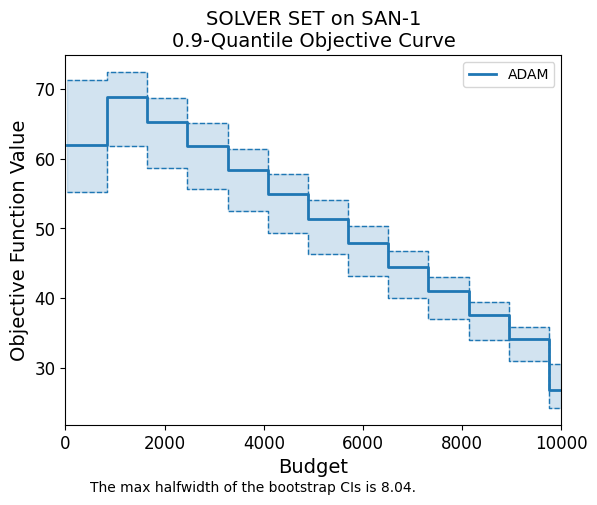 SOLVER SET on SAN-1
0.9-Quantile Objective Curve
ADAM
Objective Function Value
70
60
50
40
30
0 2000 4000 6000 8000 10000
Budget
The max halfwidth of the bootstrap CIs is 8.04.